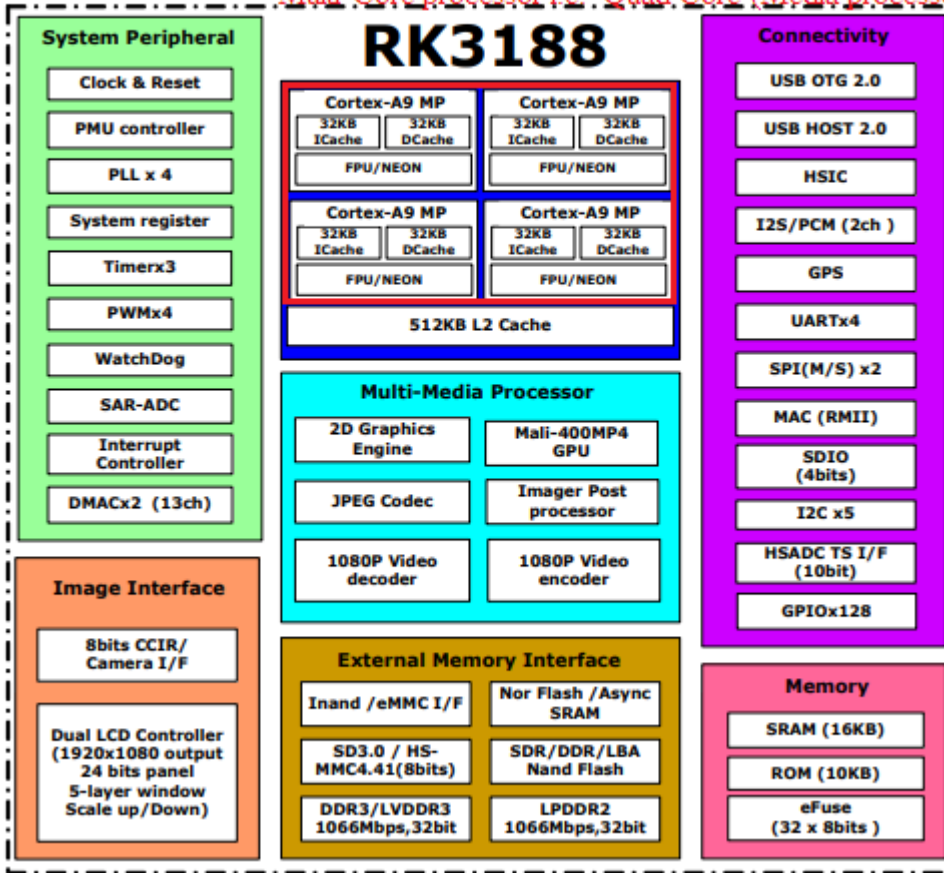 RK3188
System Peripheral
Clock & Reset
PMU controller
PLL x 4
System register
Timerx3
PWMx4
WatchDog
SAR-ADC
Interrupt
Controller
DMACx2 (13ch)
Image Interface
8bits CCIR/
Camera I/F
Dual LCD Controller
(1920x1080 output
24 bits panel
5-layer window
Scale up/Down)
Cortex-A9 MP
32KB
ICache
32KB
DCache
FPU/NEON
Cortex-A9 MP
32KB
ICache
32KB
DCache
FPU/NEON
Cortex-A9 MP
32KB
ICache
32KB
DCache
FPU/NEON
Cortex-A9 MP
32KB
ICache
32KB
DCache
FPU/NEON
512KB L2 Cache
Multi-Media Processor
2D Graphics
Engine
Mali-400MP4
GPU
JPEG Codec
Imager Post
processor
1080P Video
decoder
1080P Video
encoder
External Memory Interface
Inand /eMMC I/F
Nor Flash /Async
SRAM
SD3.0 / HS-
MMC4.41(8bits)
SDR/DDR/LBA
Nand Flash
DDR3/LVDDR3
1066Mbps,32bit
LPDDR2
1066Mbps,32bit
Connectivity
USB OTG 2.0
USB HOST 2.0
HSIC
I2S/PCM (2ch )
GPS
UARTx4
SPI(M/S) x2
MAC (RMII)
SDIO
(4bits)
I2C x5
HSADC TS I/F
(10bit)
GPIOx128
Memory
SRAM (16KB)
ROM (10KB)
eFuse
(32 x 8bits )